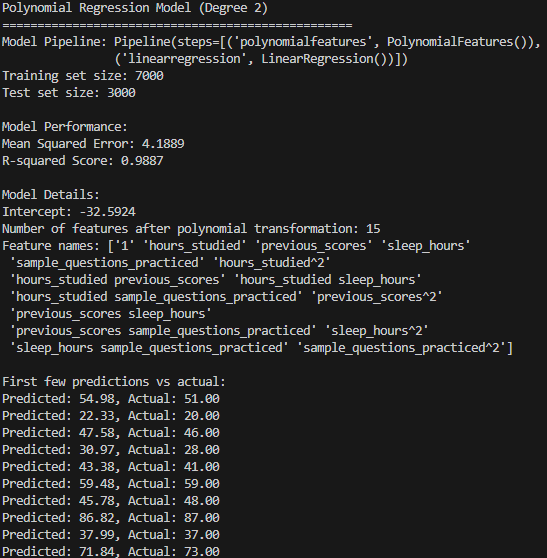 Polynomial Regression Model (Degree 2)
==================================================
Model Pipeline: Pipeline(steps=[('polynomialfeatures', PolynomialFeatures()),
                ('linearregression', LinearRegression())])
Training set size: 7000
Test set size: 3000

Model Performance:
Mean Squared Error: 4.1889
R-squared Score: 0.9887

Model Details:
Intercept: -32.5924
Number of features after polynomial transformation: 15
Feature names: ['1' 'hours_studied' 'previous_scores' 'sleep_hours'
 'sample_questions_practiced' 'hours_studied^2'
 'hours_studied previous_scores' 'hours_studied sleep_hours'
 'hours_studied sample_questions_practiced' 'previous_scores^2'
 'previous_scores sleep_hours'
 'previous_scores sample_questions_practiced' 'sleep_hours^2'
 'sleep_hours sample_questions_practiced' 'sample_questions_practiced^2']

First few predictions vs actual:
Predicted: 54.98, Actual: 51.00
Predicted: 22.33, Actual: 20.00
Predicted: 47.58, Actual: 46.00
Predicted: 30.97, Actual: 28.00
Predicted: 43.38, Actual: 41.00
Predicted: 59.48, Actual: 59.00
Predicted: 45.78, Actual: 48.00
Predicted: 86.82, Actual: 87.00
Predicted: 37.99, Actual: 37.00
Predicted: 71.84, Actual: 73.00